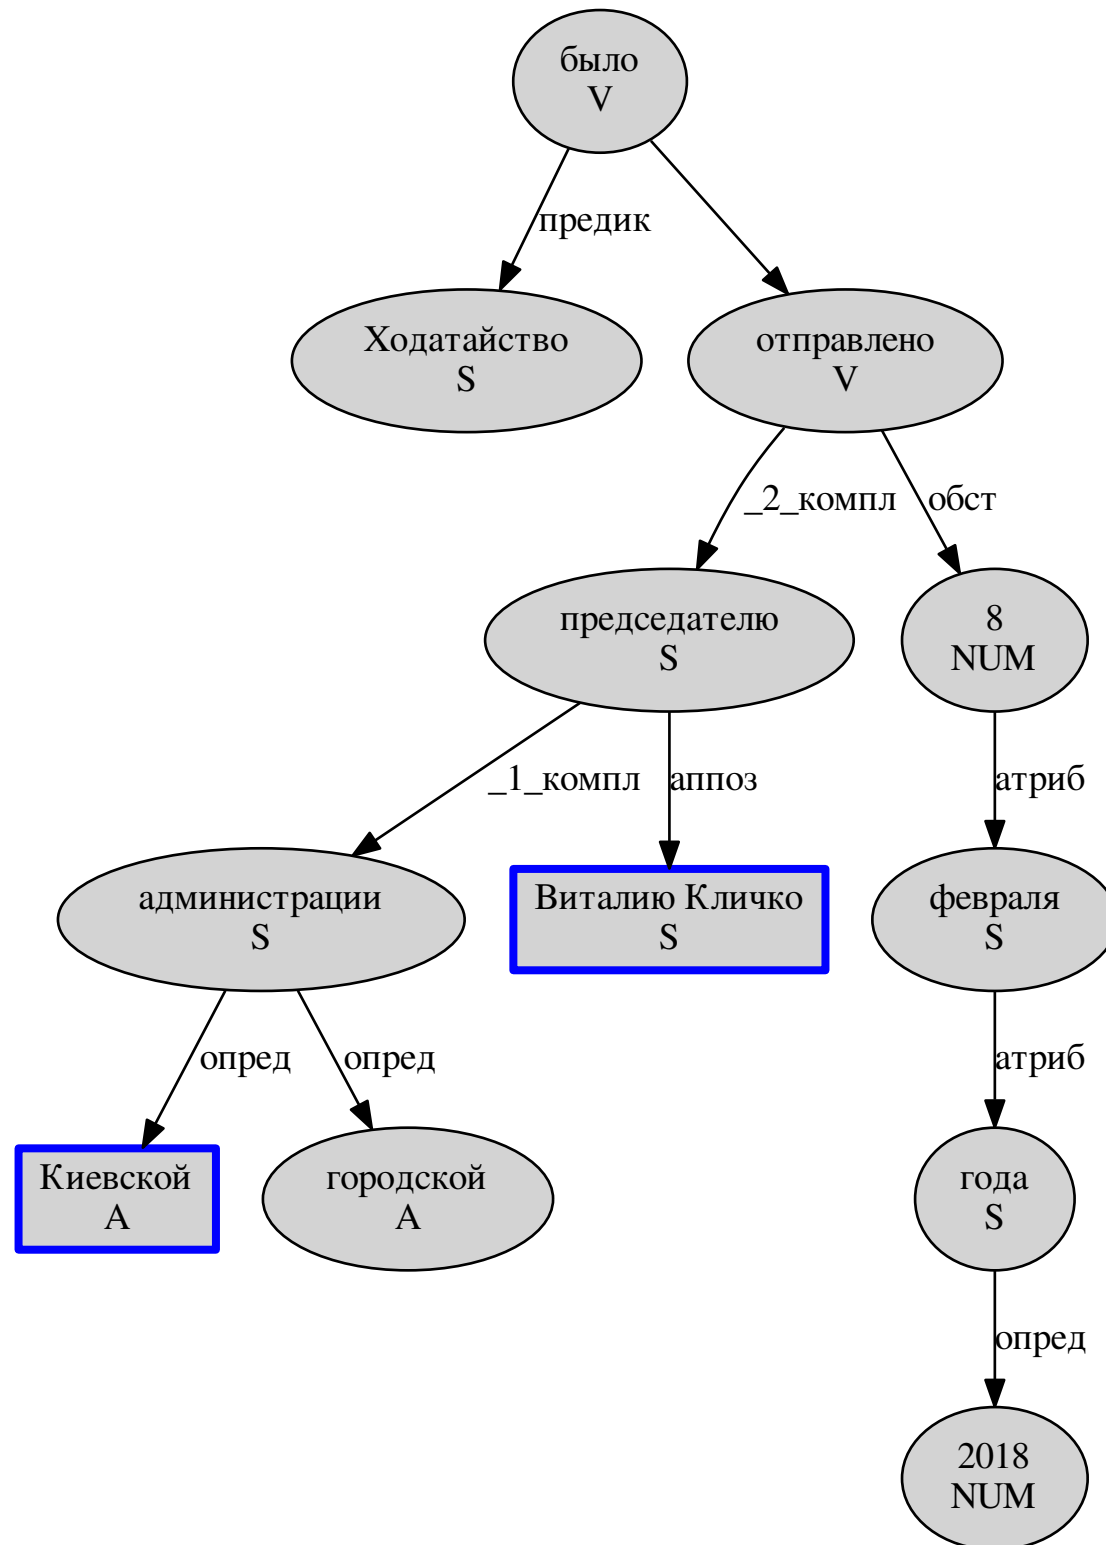 было
V
предик
Ходатайство
S
отправлено
V
_2_компл
обст
председателю
S
8
NUM
_1_компл
аппоз
атриб
администрации
S
Виталию Кличко
S
февраля
S
опред
опред
атриб
Киевской
A
городской
A
года
S
опред
2018
NUM